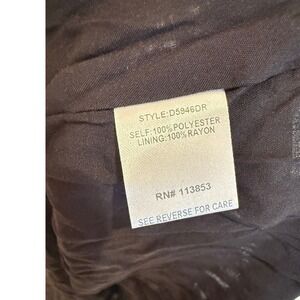 STYLE:D5946DR
SELF:100%POLYESTER
LINING:100%RAYON
RN# 113853
SEE REVERSE FOR CARE